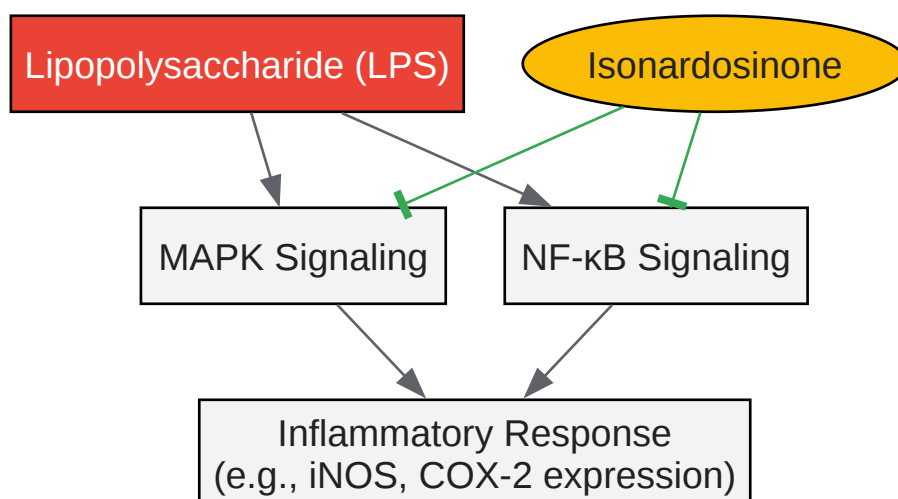 Lipopolysaccharide (LPS)
Isonardosinone
MAPK Signaling
NF-κB Signaling
Inflammatory Response
(e.g., iNOS, COX-2 expression)